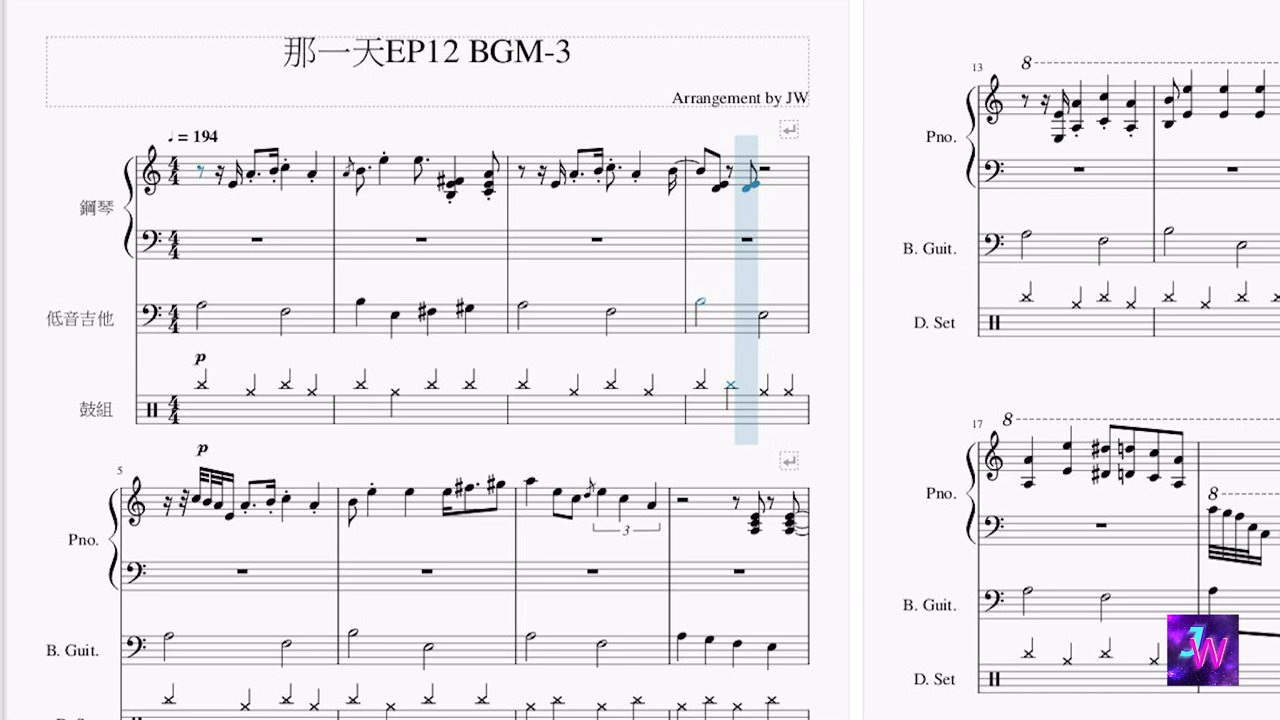 那一天EP12 BGM-3
Arrangement by JW
♩ = 194
鋼琴
低音吉他
p
鼓組
p
5
Pno.
3
B. Guit.
13
8
Pno.
B. Guit.
D. Set
17
8
Pno.
8
B. Guit.
D. Set
JW